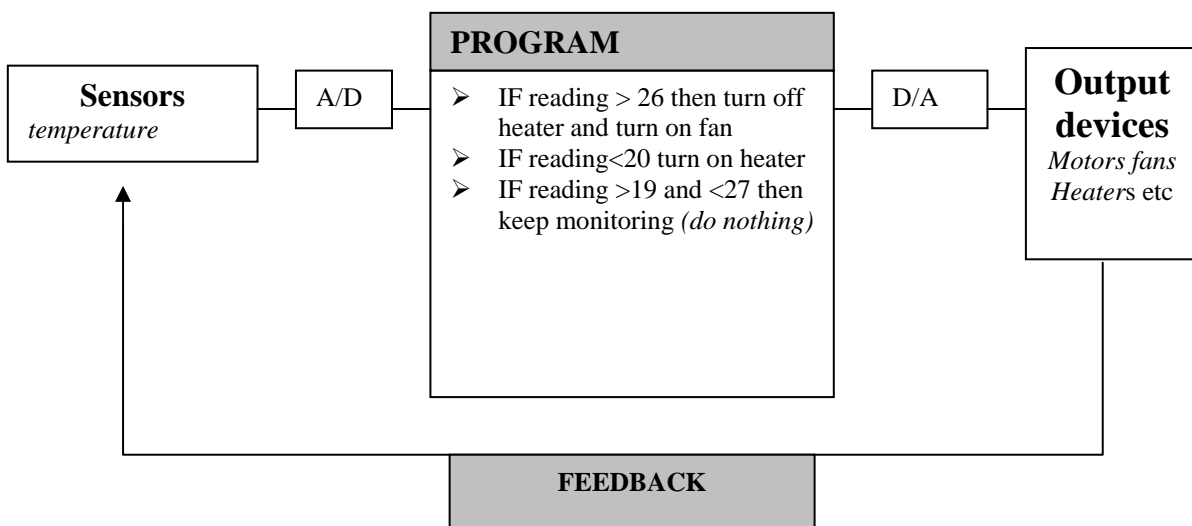 Sensors
temperature
A/D
PROGRAM
➢ IF reading > 26 then turn off
heater and turn on fan
➢ IF reading<20 turn on heater
➢ IF reading >19 and <27 then
keep monitoring (do nothing)
D/A
Output
devices
Motors fans
Heaters etc
FEEDBACK